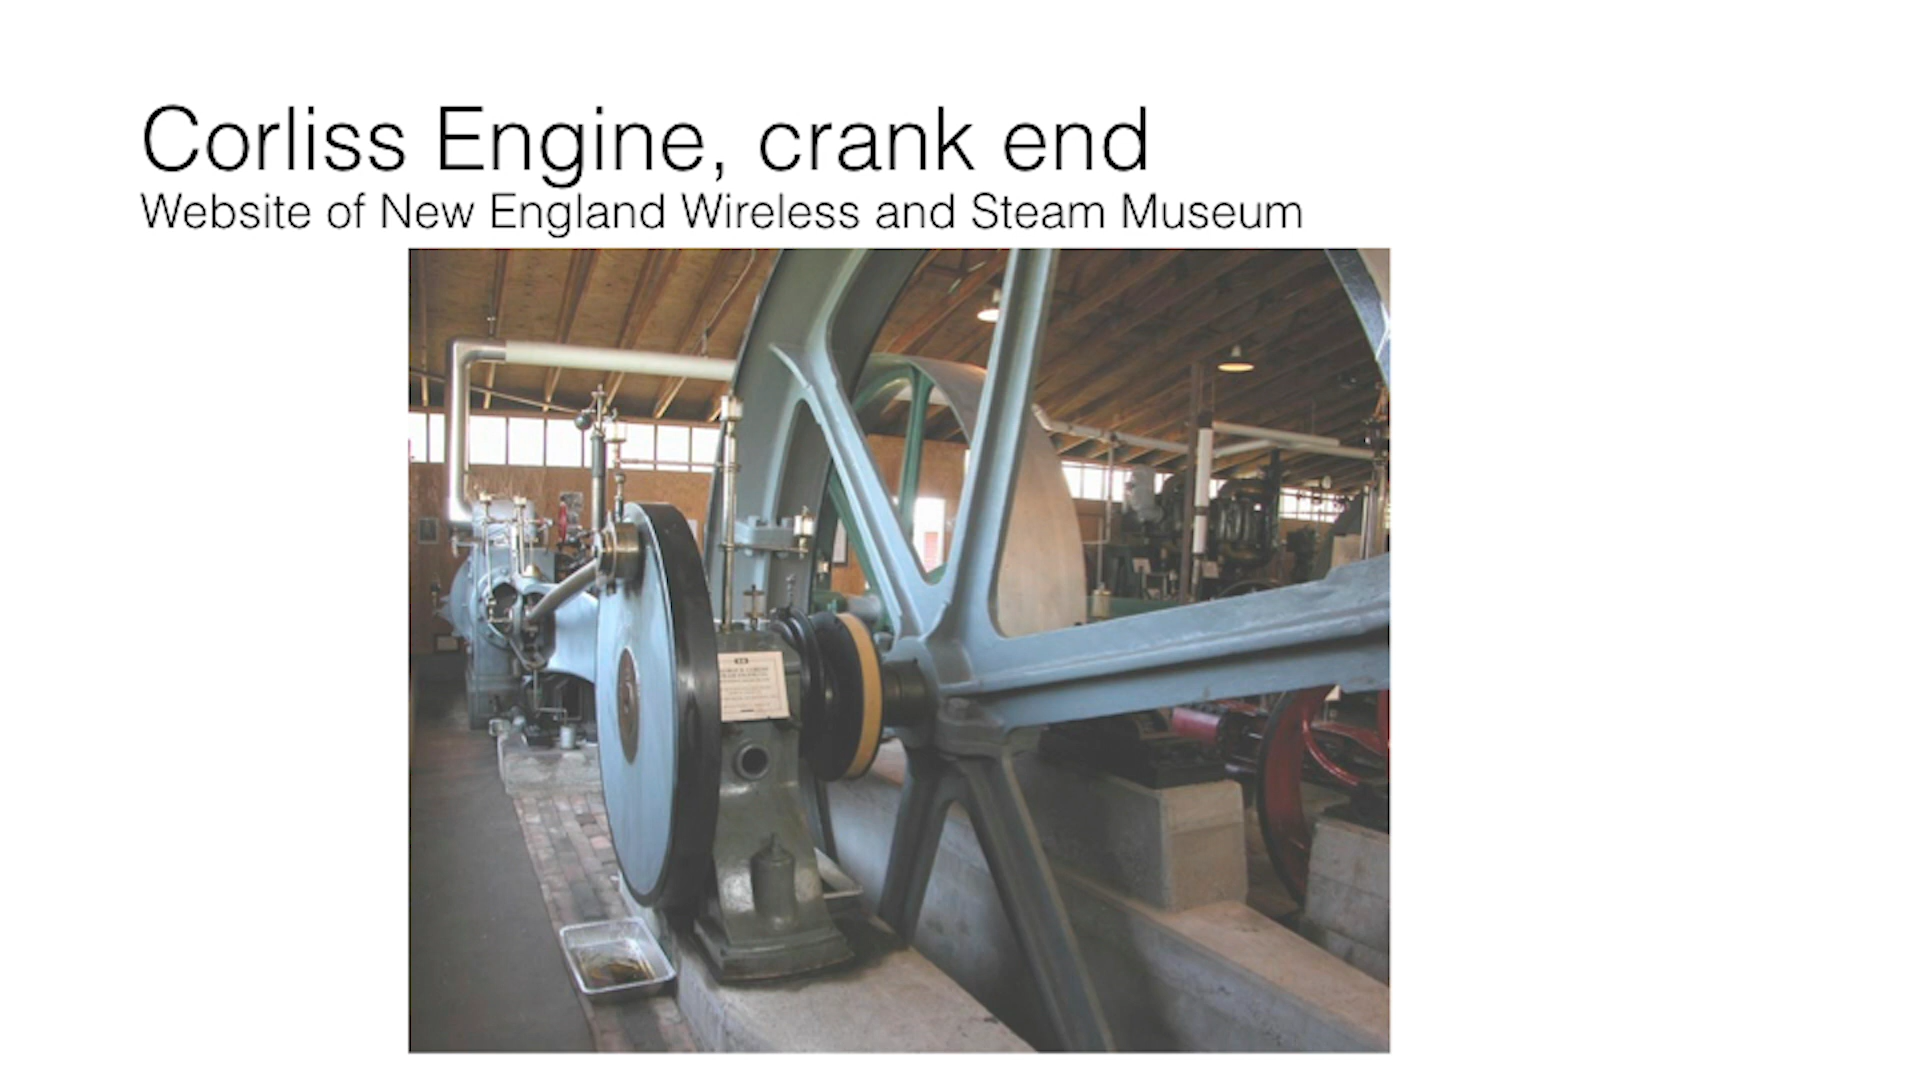 Corliss Engine, crank end
Website of New England Wireless and Steam Museum